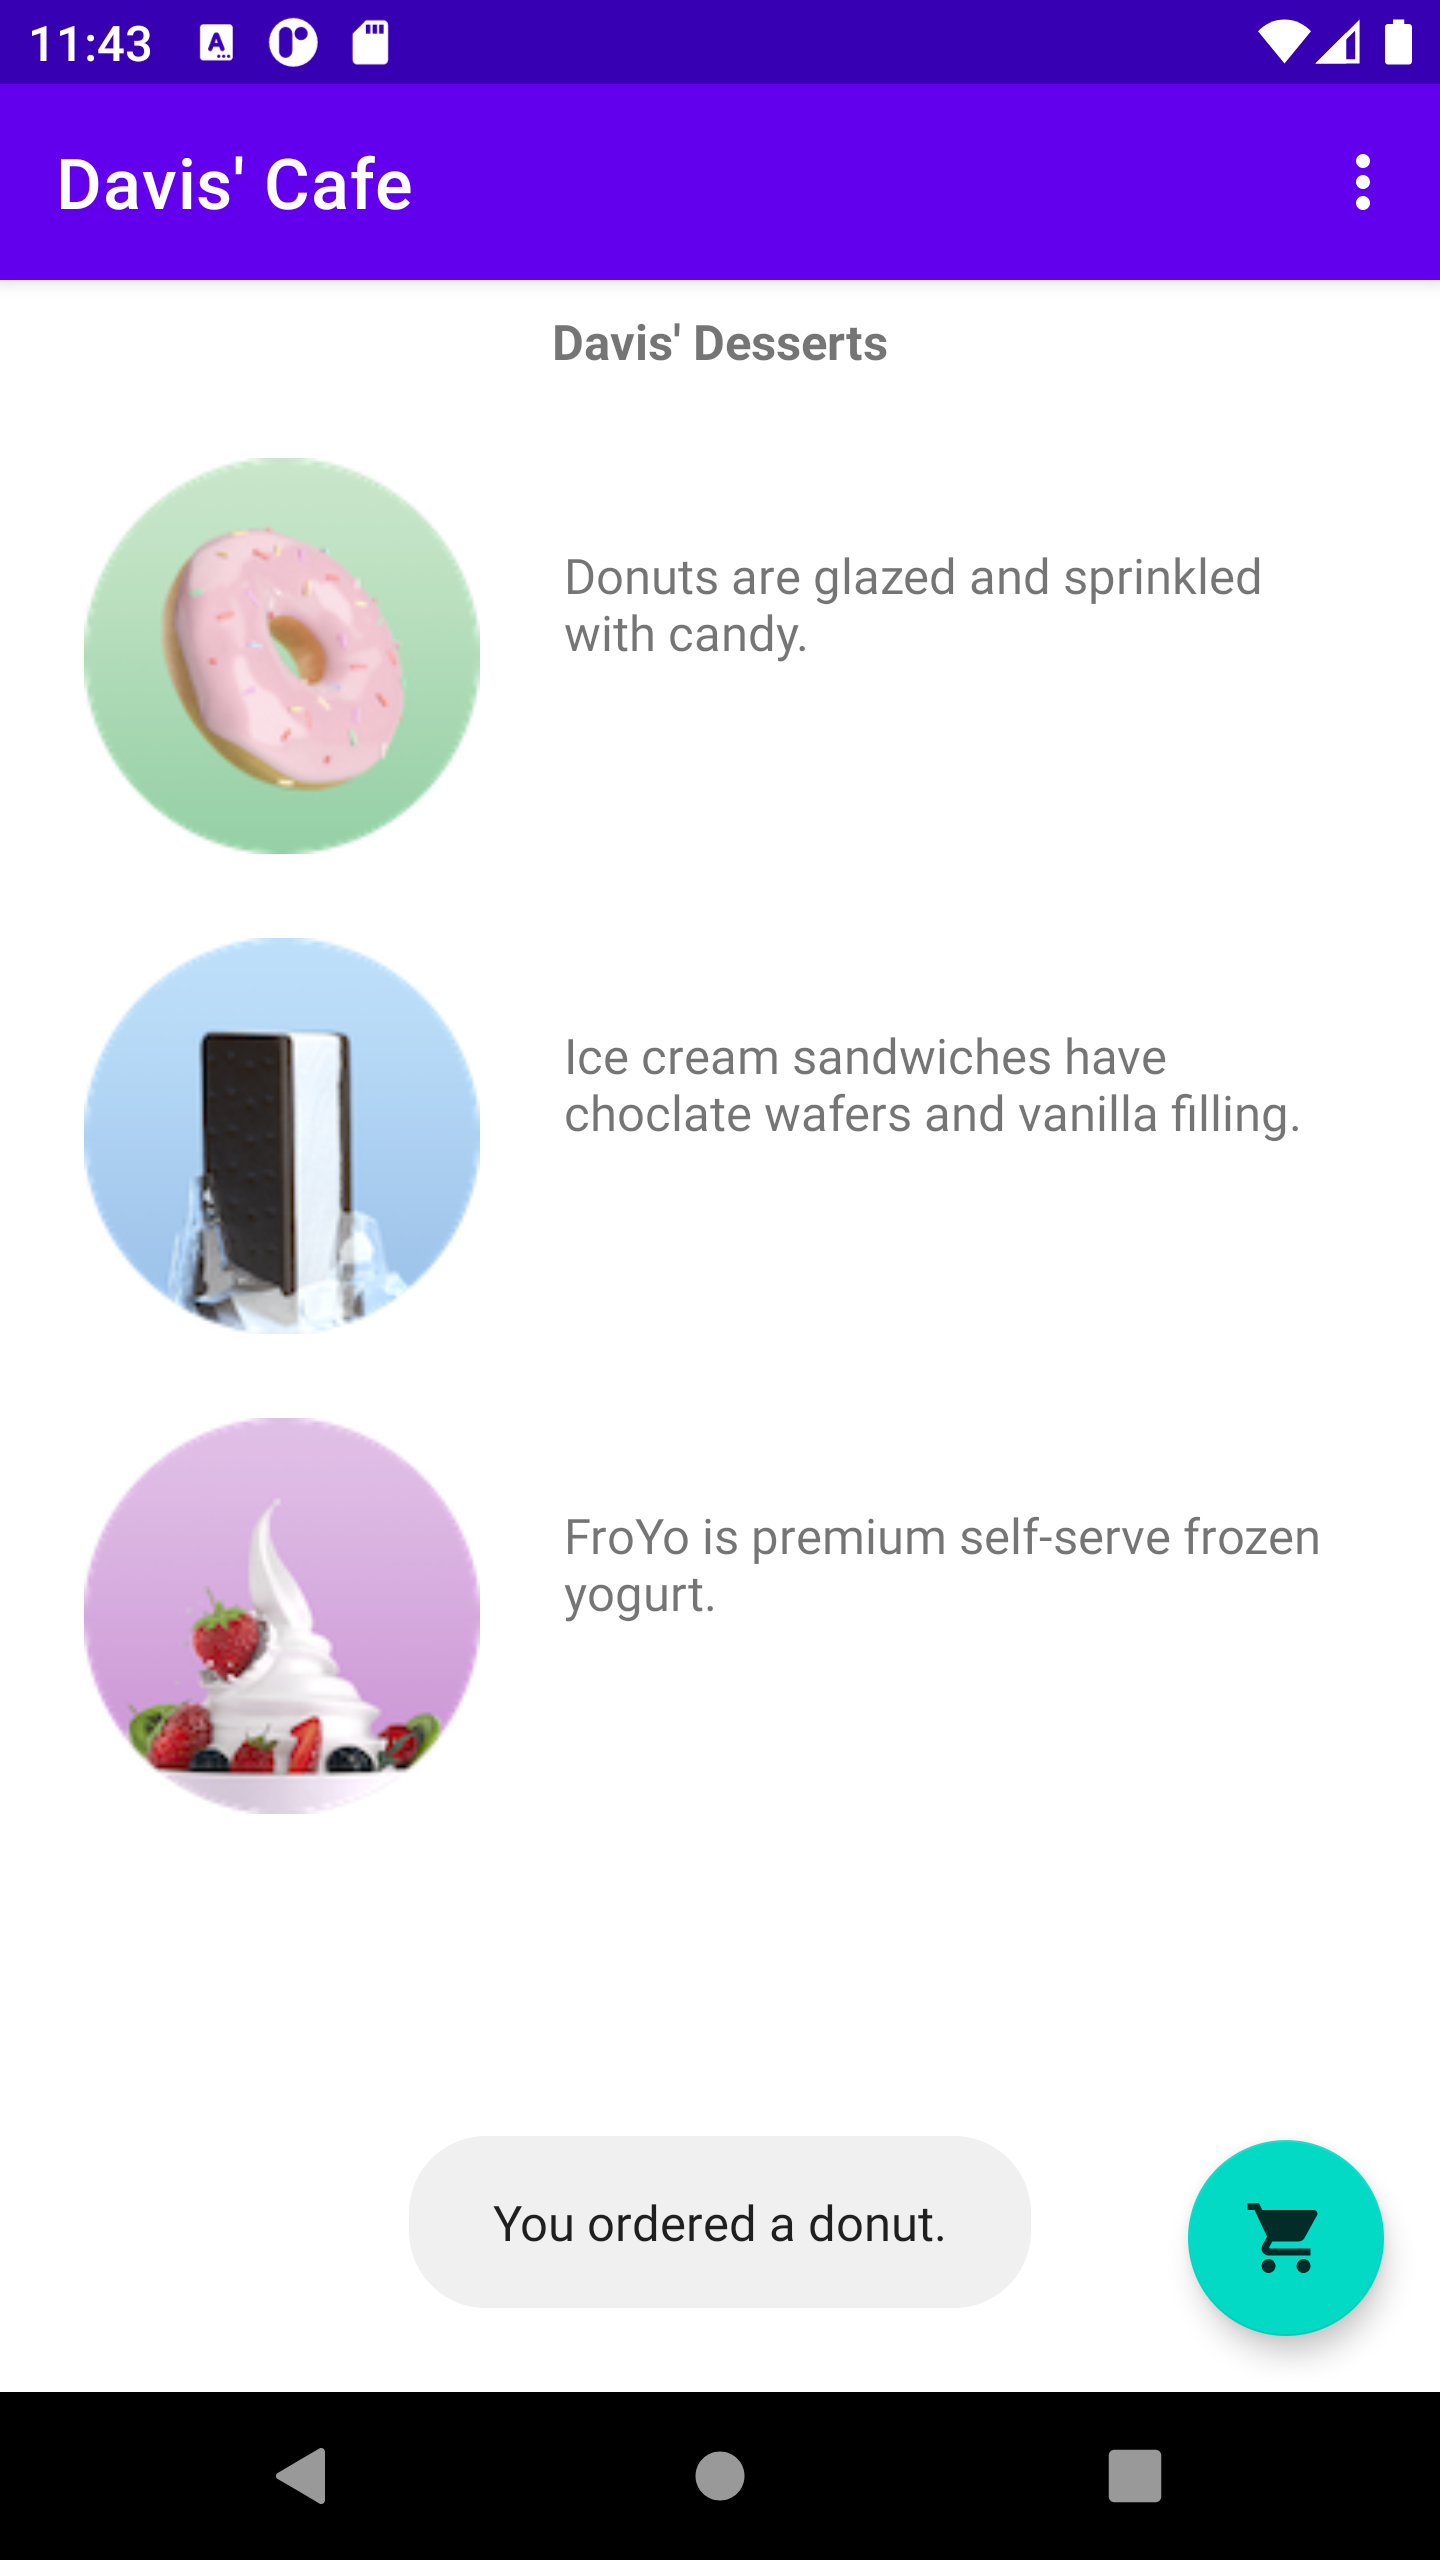 11:43
Davis' Cafe
Davis' Desserts
Donuts are glazed and sprinkled
with candy.
Ice cream sandwiches have
choclate wafers and vanilla filling.
FroYo is premium self-serve frozen
yogurt.
You ordered a donut.